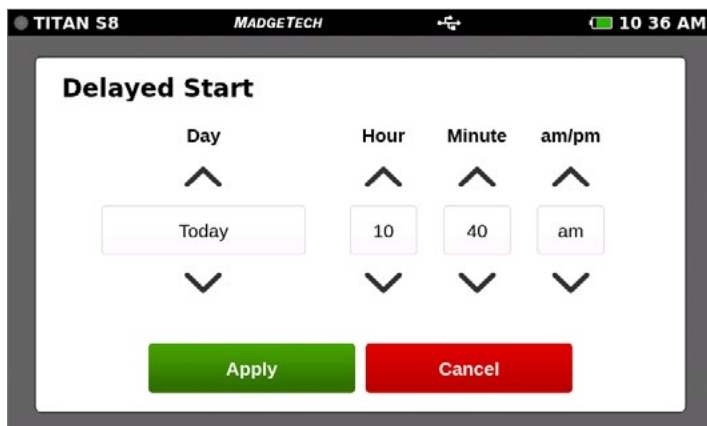 TITAN S8 MADGETECH 10 36 AM
Delayed Start
Day Hour Minute am/pm
Today 10 40 am
Apply Cancel